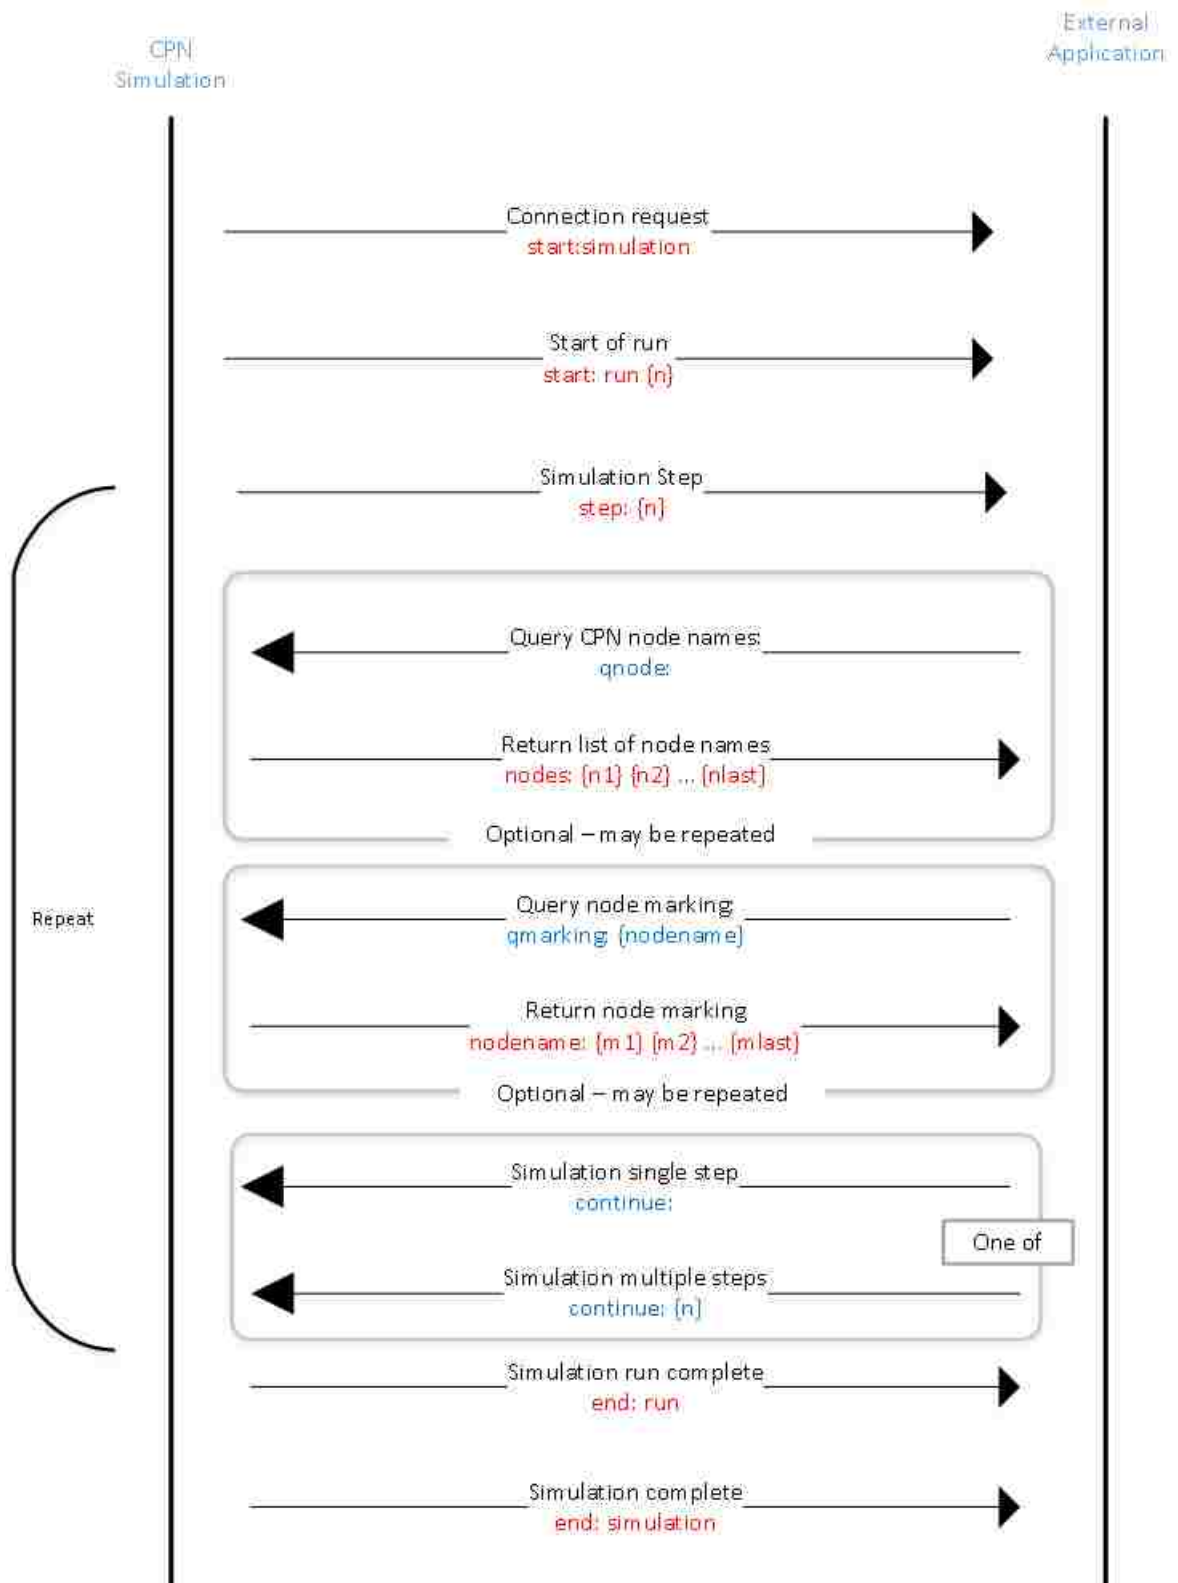 CPN
Simulation
External
Application
Connection request
start:simulation
Start of run
start: run {n}
Simulation Step
step: {n}
Query CPN node names:
qnode:
Return list of node names
nodes: {n1} {n2} ... {nlast}
Optional – may be repeated
Query node marking:
qmarking: {nodename}
Return node marking
nodename: {m1} {m2} ... {mlast}
Optional – may be repeated
Repeat
Simulation single step
continue:
One of
Simulation multiple steps
continue: {n}
Simulation run complete
end: run
Simulation complete
end: simulation